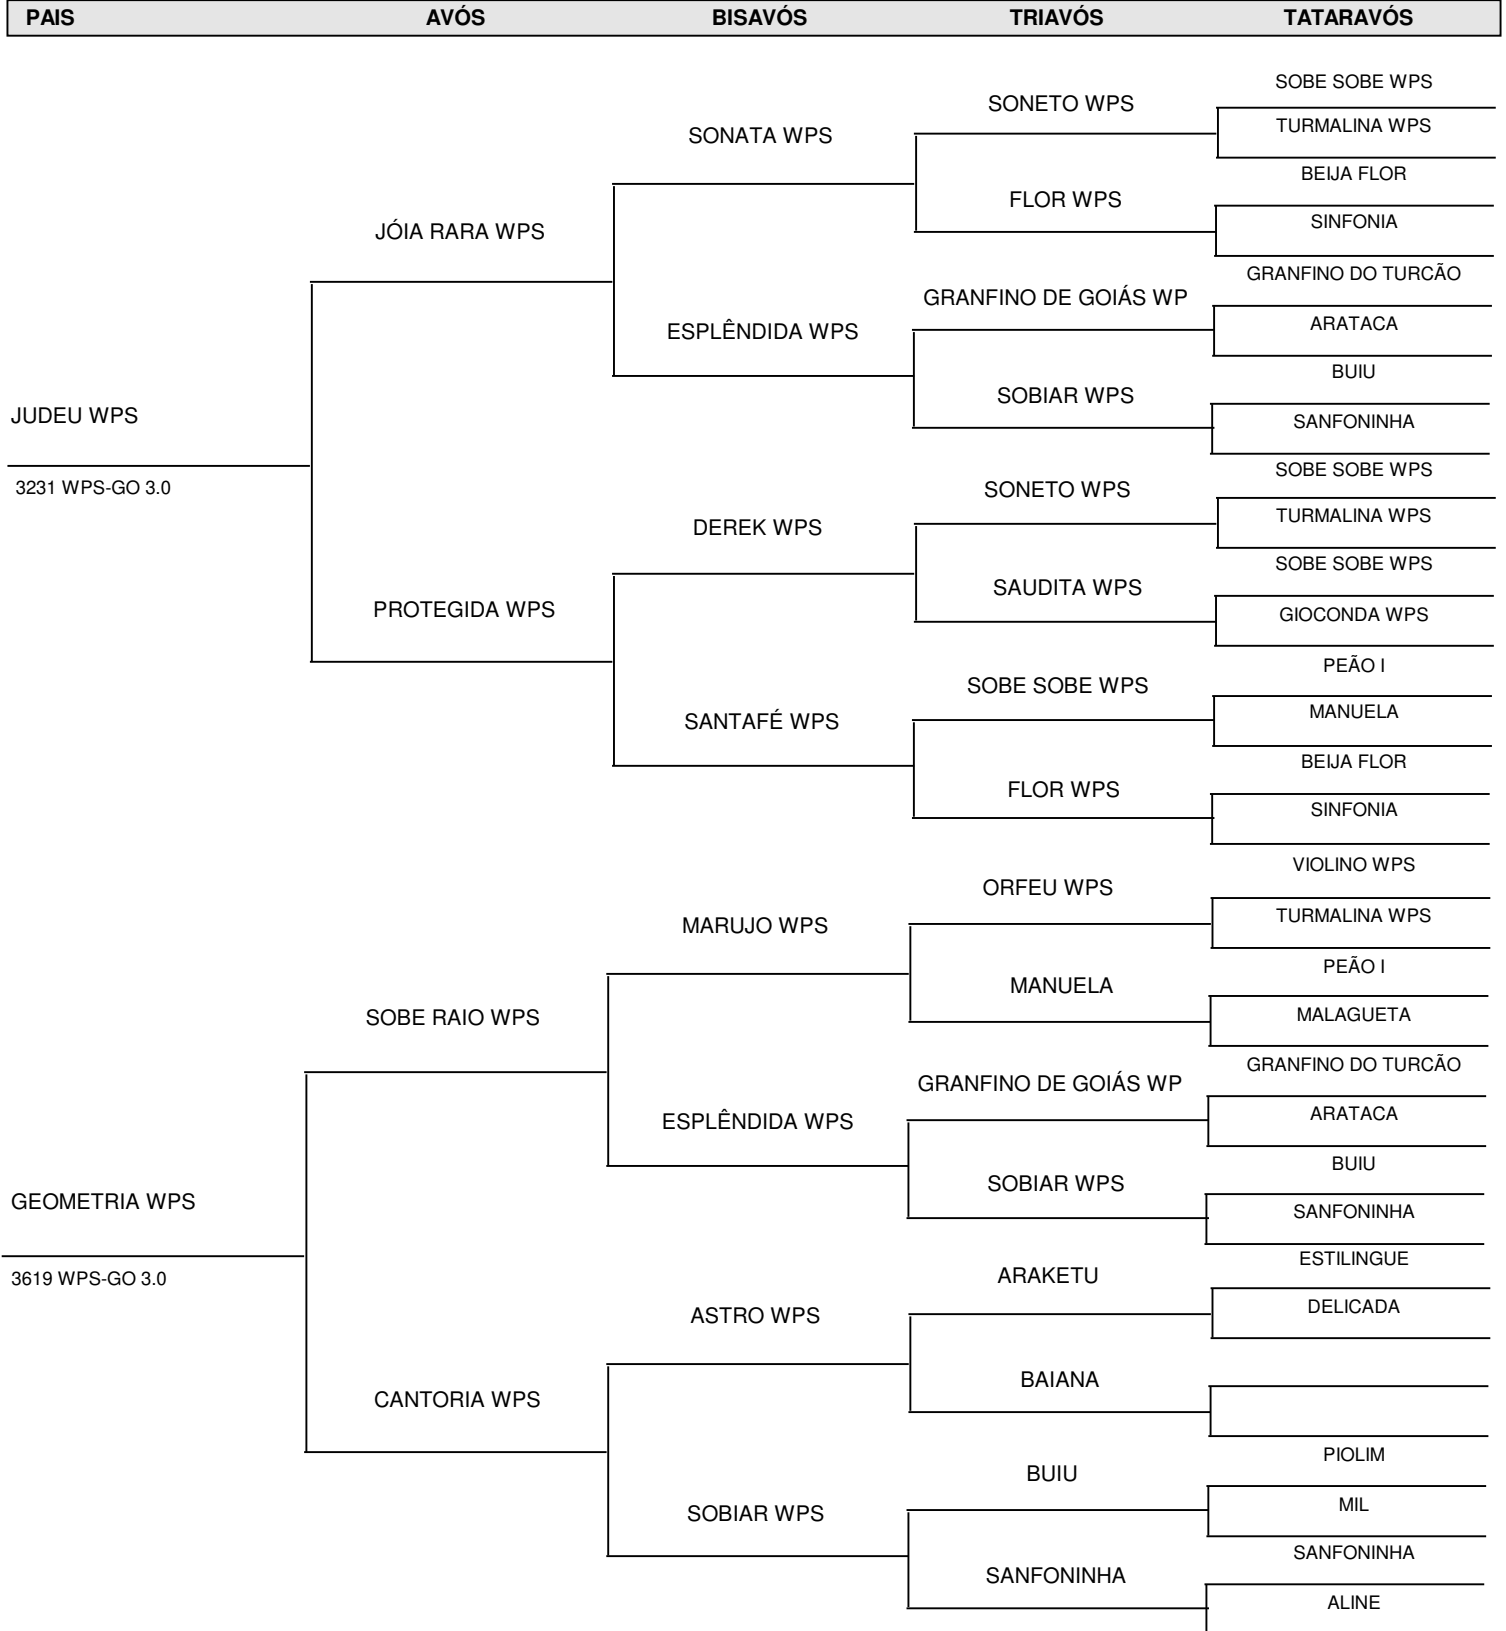 PAIS AVÓS BISAVÓS TRIAVÓS TATARAVÓS
SOBE SOBE WPS
SONETO WPS
TURMALINA WPS
SONATA WPS
BEIJA FLOR
FLOR WPS
SINFONIA
JÓIA RARA WPS
GRANFINO DO TURCÃO
GRANFINO DE GOIÁS WP
ARATACA
ESPLÊNDIDA WPS
BUIU
SOBIAR WPS
JUDEU WPS
SANFONINHA
SOBE SOBE WPS
3231 WPS-GO 3.0
SONETO WPS
TURMALINA WPS
DEREK WPS
SOBE SOBE WPS
SAUDITA WPS
PROTEGIDA WPS
GIOCONDA WPS
PEÃO I
SOBE SOBE WPS
MANUELA
SANTAFÉ WPS
BEIJA FLOR
FLOR WPS
SINFONIA
VIOLINO WPS
ORFEU WPS
TURMALINA WPS
MARUJO WPS
PEÃO I
MANUELA
MALAGUETA
SOBE RAIO WPS
GRANFINO DO TURCÃO
GRANFINO DE GOIÁS WP
ARATACA
ESPLÊNDIDA WPS
BUIU
SOBIAR WPS
GEOMETRIA WPS
SANFONINHA
ESTILINGUE
3619 WPS-GO 3.0
ARAKETU
DELICADA
ASTRO WPS
BAIANA
CANTORIA WPS
PIOLIM
BUIU
MIL
SOBIAR WPS
SANFONINHA
SANFONINHA
ALINE